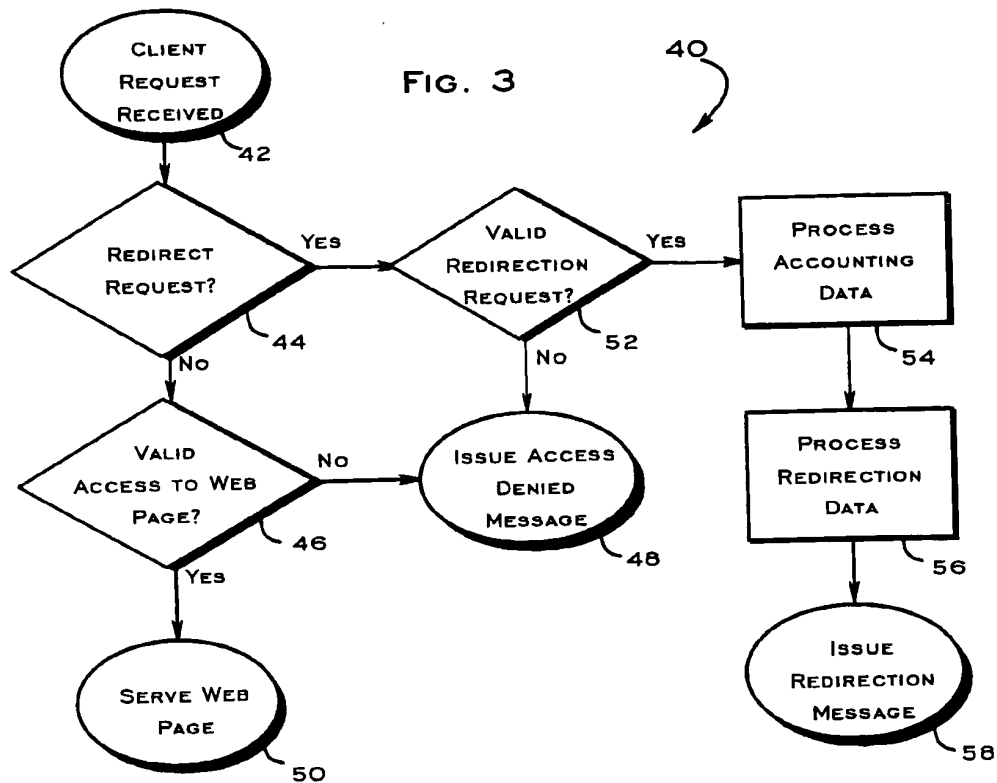 CLIENT
REQUEST
RECEIVED
42
FIG. 3
40
REDIRECT
REQUEST?
44
YES
NO
VALID
REDIRECTION
REQUEST?
52
YES
NO
PROCESS
ACCOUNTING
DATA
54
VALID
ACCESS TO WEB
PAGE?
46
NO
YES
ISSUE ACCESS
DENIED
MESSAGE
48
PROCESS
REDIRECTION
DATA
56
SERVE WEB
PAGE
50
ISSUE
REDIRECTION
MESSAGE
58